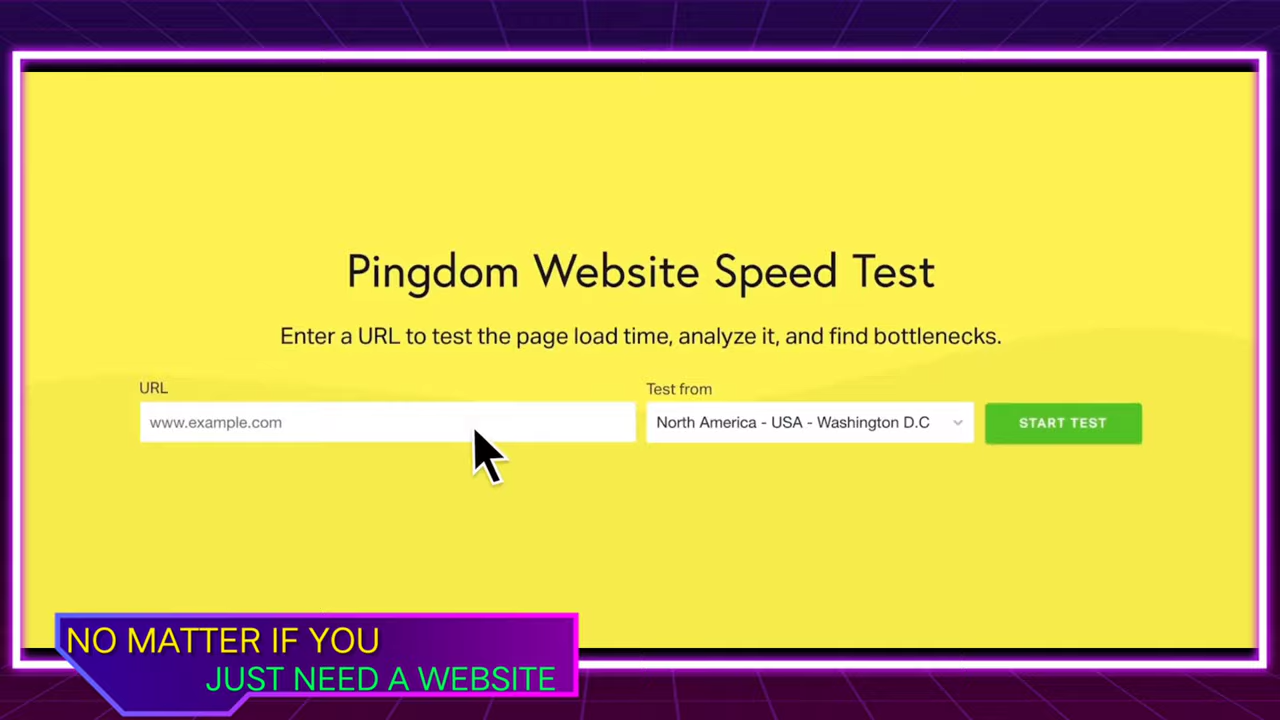 Pingdom Website Speed Test
Enter a URL to test the page load time, analyze it, and find bottlenecks.
URL
Test from
www.example.com
North America - USA - Washington D.C
START TEST
NO MATTER IF YOU
JUST NEED A WEBSITE